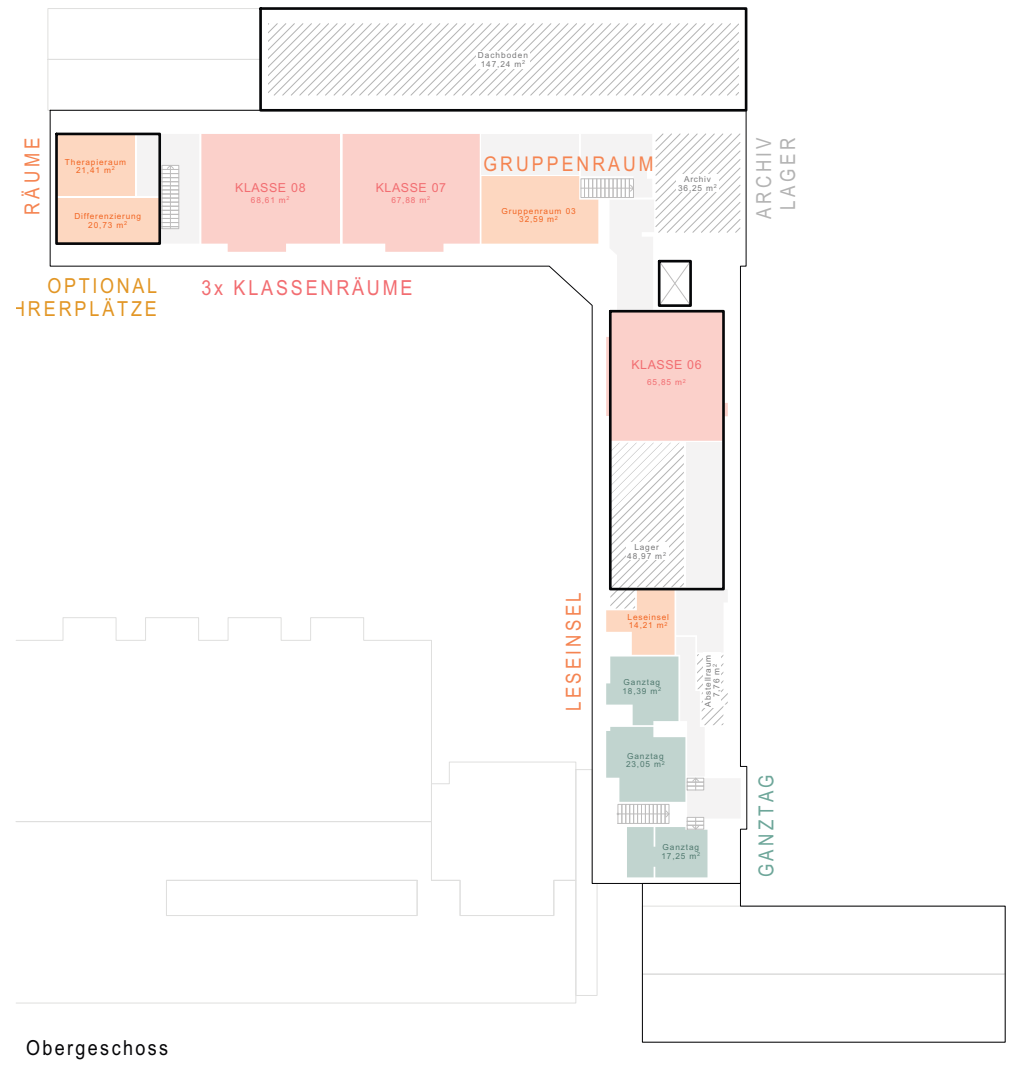 Dachboden
147,24 m²
RÄUME
Therapieraum
21,41 m²
Differenzierung
20,73 m²
KLASSE 08
68,61 m²
KLASSE 07
67,88 m²
GRUPPENRAUM
Gruppenraum 03
32,59 m²
Archiv
36,25 m²
ARCHIV
LAGER
OPTIONAL
HRERPLÄTZE
3x KLASSENRÄUME
KLASSE 06
65,85 m²
Lager
48,97 m²
LESEINSEL
Leseinsel
14,21 m²
Ganztag
18,39 m²
Abstellraum
7,76 m²
Ganztag
23,05 m²
GANZTAG
Ganztag
17,25 m²
Obergeschoss